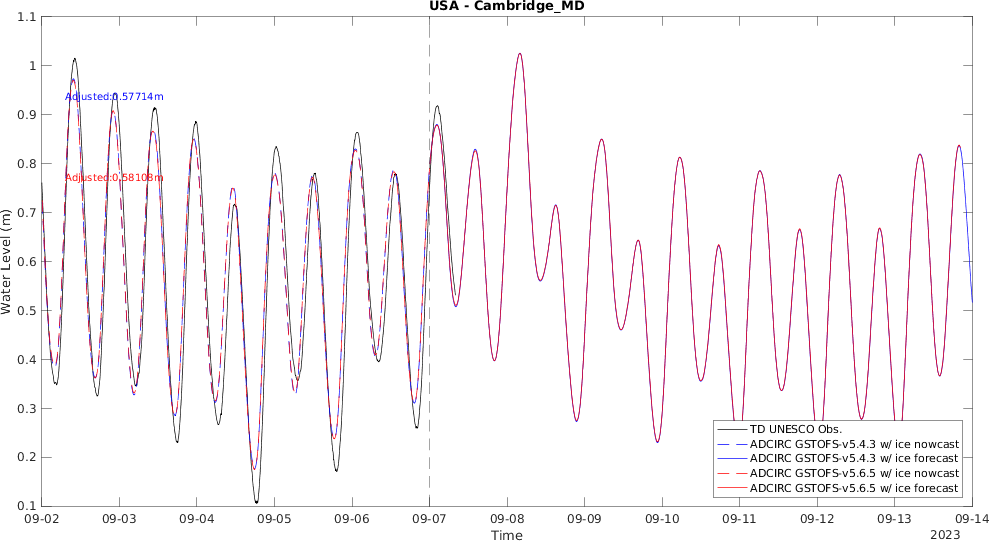 USA - Cambridge_MD
1.1
1
0.9
0.8
0.7
0.6
0.5
0.4
0.3
0.2
0.1
Water Level (m)
Adjusted:0.57714m
Adjusted:0.58108m
TD UNESCO Obs.
ADCIRC GSTOFS-v5.4.3 w/ ice nowcast
ADCIRC GSTOFS-v5.4.3 w/ ice forecast
ADCIRC GSTOFS-v5.6.5 w/ ice nowcast
ADCIRC GSTOFS-v5.6.5 w/ ice forecast
09-02 09-03 09-04 09-05 09-06 09-07 09-08 09-09 09-10 09-11 09-12 09-13 09-14
Time
2023